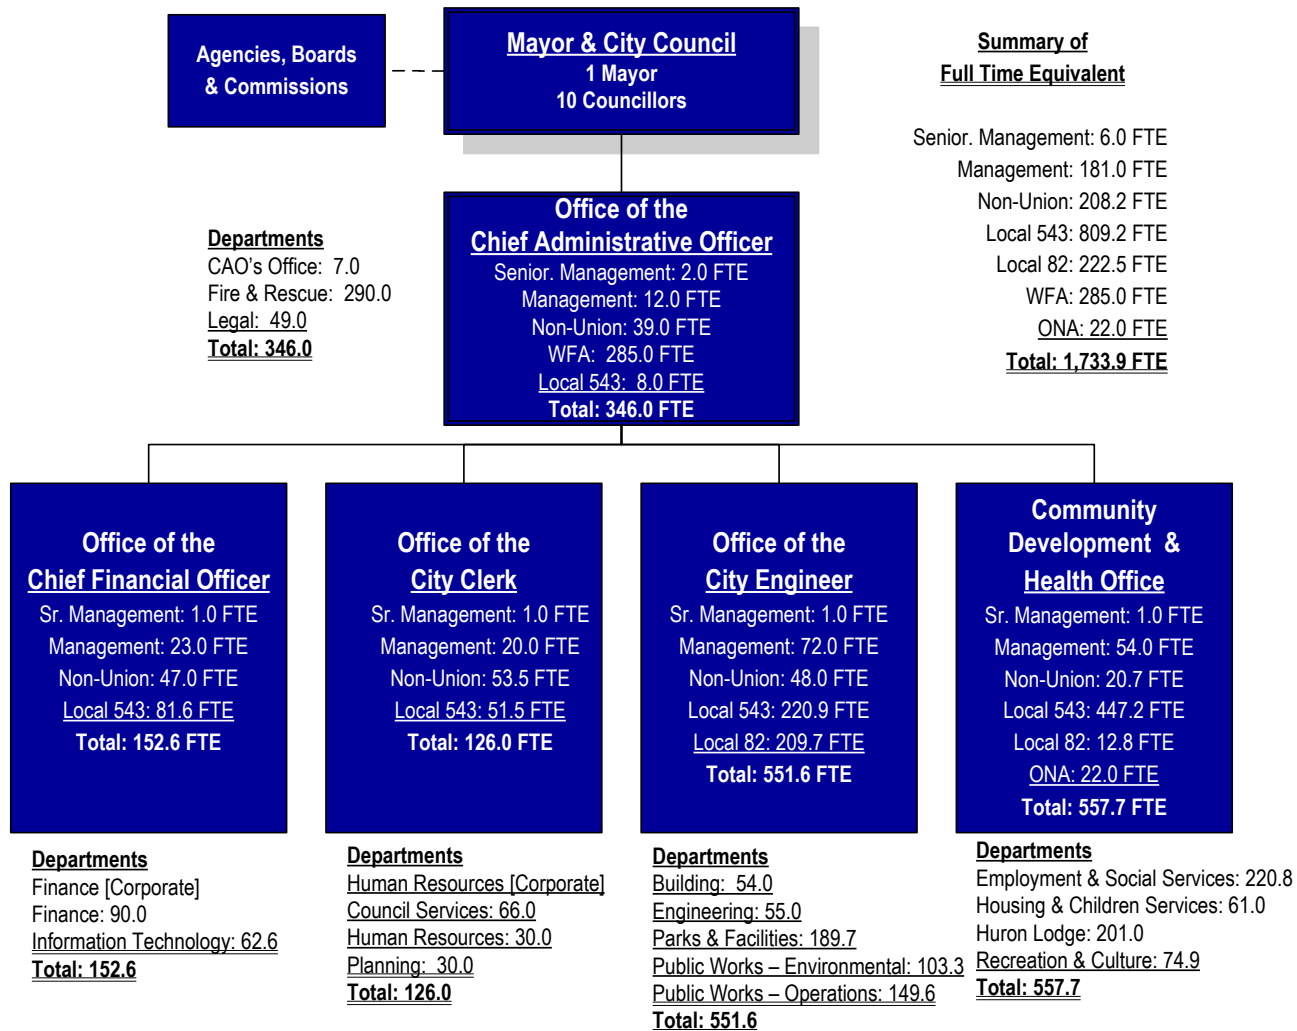 Agencies, Boards
& Commissions
Mayor & City Council
1 Mayor
10 Councillors
Summary of
Full Time Equivalent
Senior. Management: 6.0 FTE
Management: 181.0 FTE
Non-Union: 208.2 FTE
Local 543: 809.2 FTE
Local 82: 222.5 FTE
WFA: 285.0 FTE
ONA: 22.0 FTE
Total: 1,733.9 FTE
Departments
CAO's Office: 7.0
Fire & Rescue: 290.0
Legal: 49.0
Total: 346.0
Office of the
Chief Administrative Officer
Senior. Management: 2.0 FTE
Management: 12.0 FTE
Non-Union: 39.0 FTE
WFA: 285.0 FTE
Local 543: 8.0 FTE
Total: 346.0 FTE
Office of the
Chief Financial Officer
Sr. Management: 1.0 FTE
Management: 23.0 FTE
Non-Union: 47.0 FTE
Local 543: 81.6 FTE
Total: 152.6 FTE
Office of the
City Clerk
Sr. Management: 1.0 FTE
Management: 20.0 FTE
Non-Union: 53.5 FTE
Local 543: 51.5 FTE
Total: 126.0 FTE
Office of the
City Engineer
Sr. Management: 1.0 FTE
Management: 72.0 FTE
Non-Union: 48.0 FTE
Local 543: 220.9 FTE
Local 82: 209.7 FTE
Total: 551.6 FTE
Community
Development &
Health Office
Sr. Management: 1.0 FTE
Management: 54.0 FTE
Non-Union: 20.7 FTE
Local 543: 447.2 FTE
Local 82: 12.8 FTE
ONA: 22.0 FTE
Total: 557.7 FTE
Departments
Finance [Corporate]
Finance: 90.0
Information Technology: 62.6
Total: 152.6
Departments
Human Resources [Corporate]
Council Services: 66.0
Human Resources: 30.0
Planning: 30.0
Total: 126.0
Departments
Building: 54.0
Engineering: 55.0
Parks & Facilities: 189.7
Public Works – Environmental: 103.3
Public Works – Operations: 149.6
Total: 551.6
Departments
Employment & Social Services: 220.8
Housing & Children Services: 61.0
Huron Lodge: 201.0
Recreation & Culture: 74.9
Total: 557.7